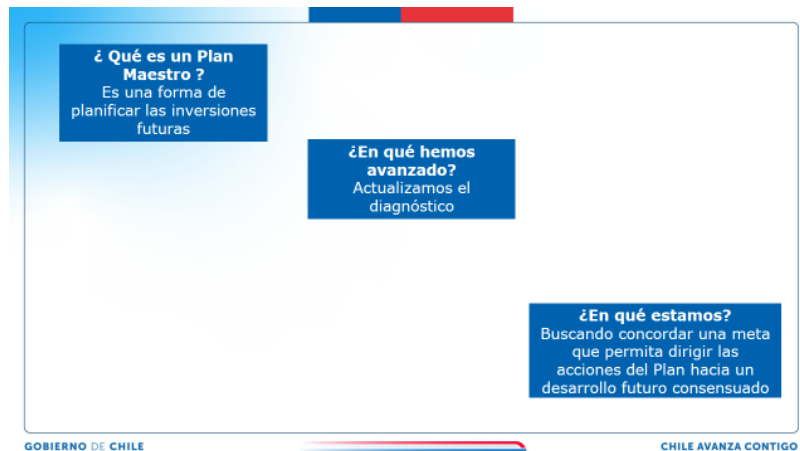 ¿ Qué es un Plan
Maestro ?
Es una forma de
planificar las inversiones
futuras
¿En qué hemos
avanzado?
Actualizamos el
diagnóstico
¿En qué estamos?
Buscando concordar una meta
que permita dirigir las
acciones del Plan hacia un
desarrollo futuro consensuado
GOBIERNO DE CHILE
CHILE AVANZA CONTIGO